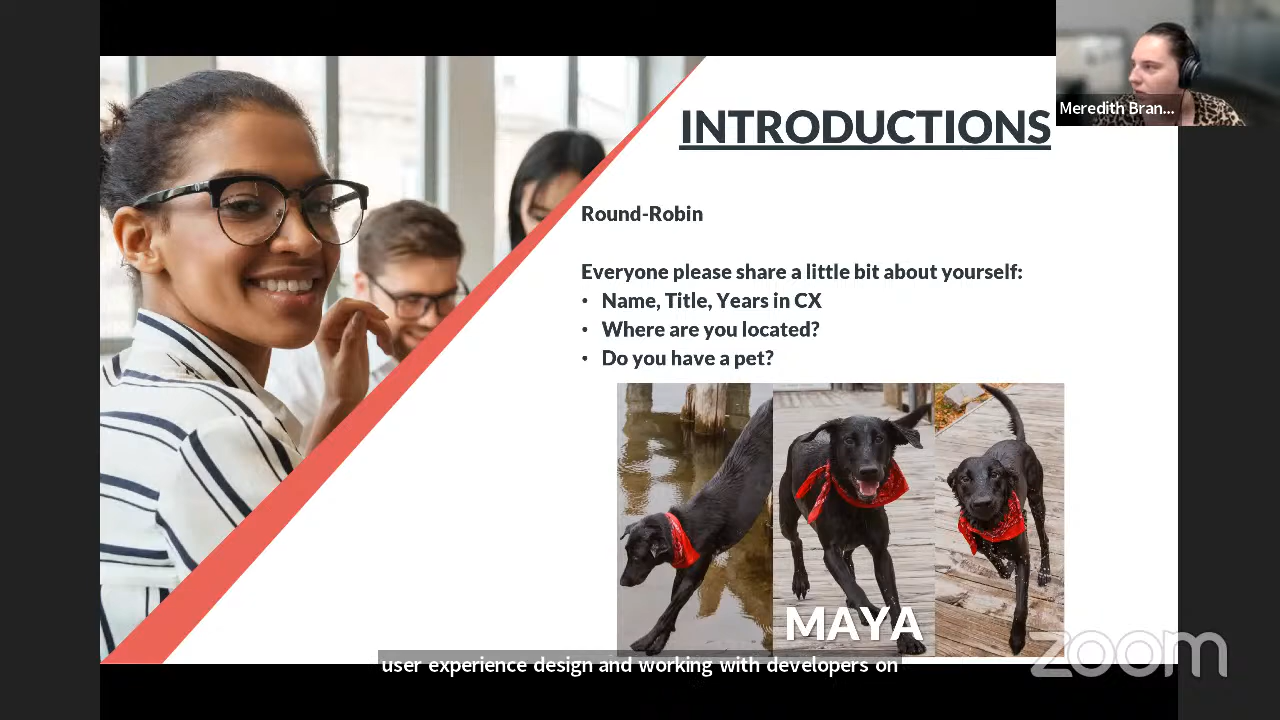 INTRODUCTIONS
Meredith Bran...
Round-Robin
Everyone please share a little bit about yourself:
• Name, Title, Years in CX
• Where are you located?
• Do you have a pet?
MAYA
zoom
user experience design and working with developers on